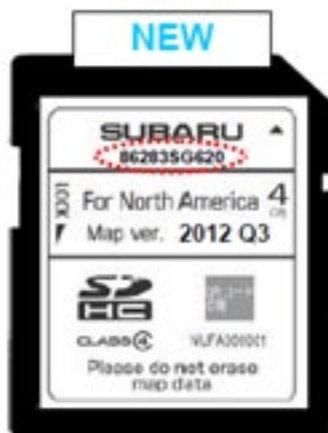 NEW
SUBARU
86283SG620
For North America 4
GB
LOCK
Map ver. 2012 Q3
SD
HC
CLASS 4
Please do not erase
map data